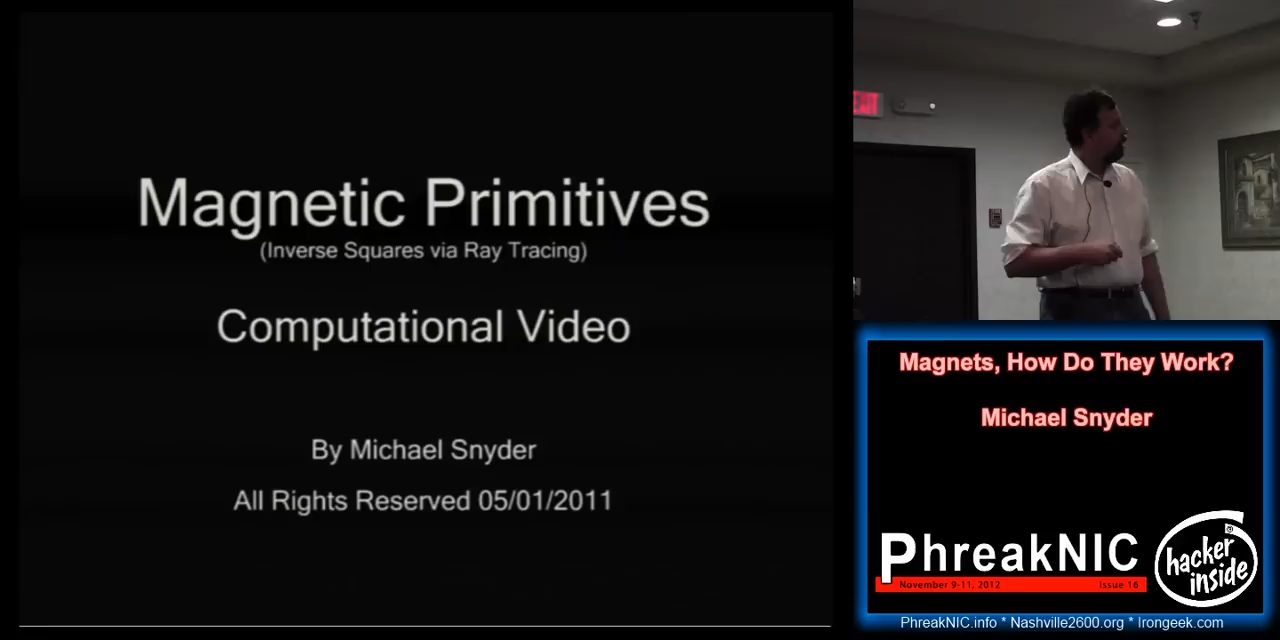 Magnetic Primitives
(Inverse Squares via Ray Tracing)
Computational Video
By Michael Snyder
All Rights Reserved 05/01/2011
EXIT
Magnets, How Do They Work?
Michael Snyder
PhreakNIC
November 9-11, 2012 Issue 16
hacker
inside
PhreakNIC.info * Nashville2600.org * Irongeek.com